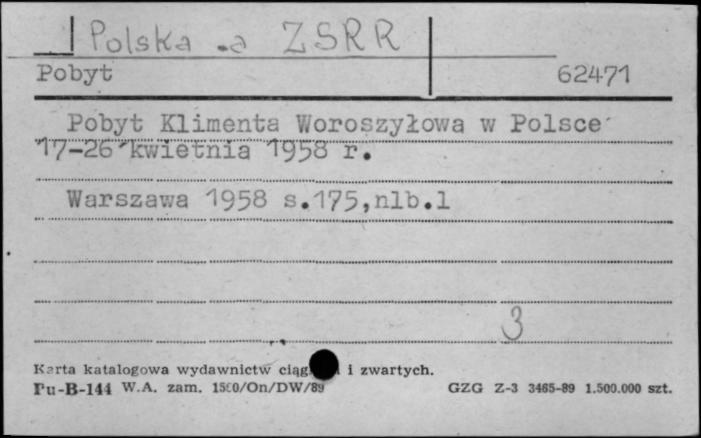 Polska a ZSRR
Pobyt 62471
Pobyt Klimenta Woroszyłowa w Polsce
17-26 kwietnia 1958 r.
Warszawa 1958 s.175,nlb.1
3
Karta katalogowa wydawnictw i zwartych.
Pu-B-144 W.A. zam. 1500/On/DW/89 GZG Z-3 3465-89 1.500.000 szt.